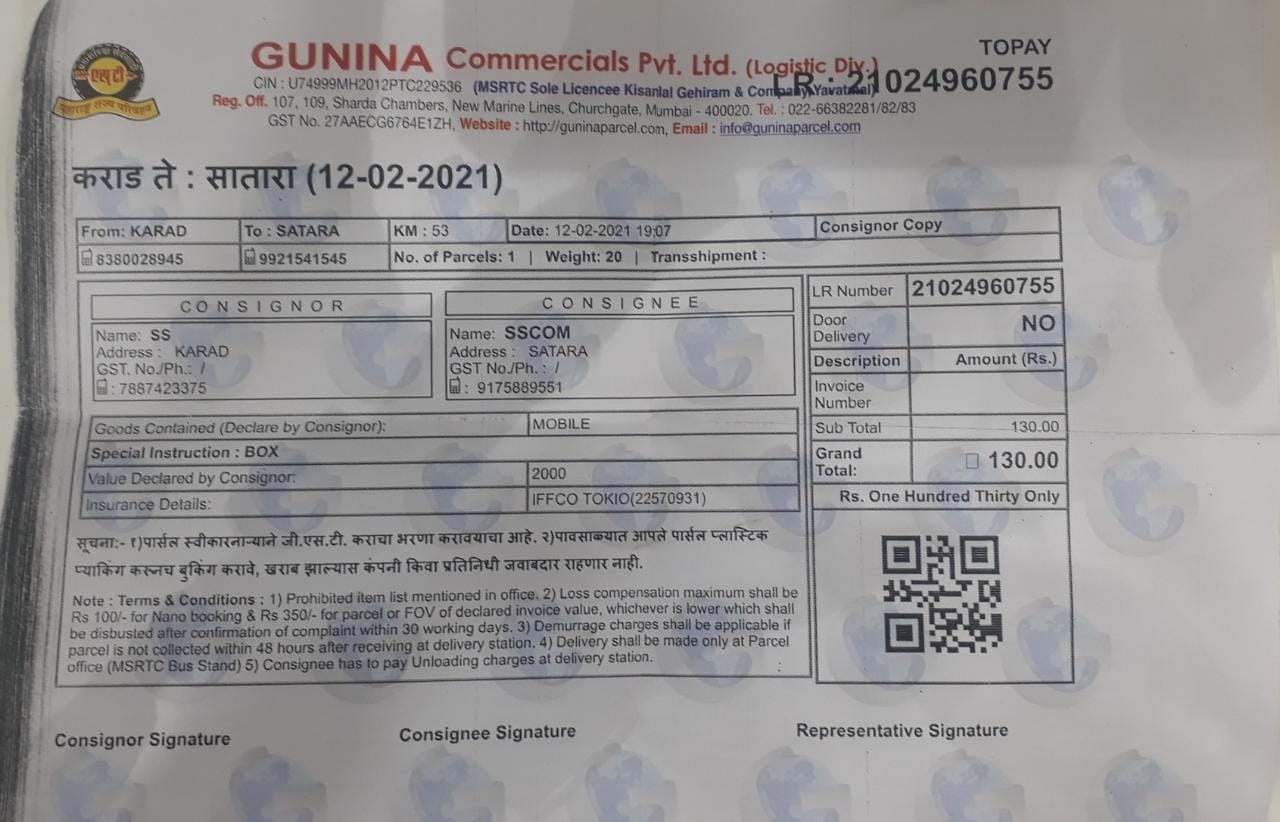 TOPAY
GUNINA Commercials Pvt. Ltd. (Logistic Div.)
LR : 21024960755
CIN : U74999MH2012PTC229536 (MSRTC Sole Licencee Kisanlal Gehiram & Company, Yavatmal)
Reg. Off. 107, 109, Sharda Chambers, New Marine Lines, Churchgate, Mumbai - 400020. Tel. : 022-66382281/82/83
GST No. 27AAECG6764E1ZH, Website : http://guninaparcel.com, Email : info@guninaparcel.com
एस टी
कराड ते : सातारा (12-02-2021)
From: KARAD To : SATARA KM : 53 Date: 12-02-2021 19:07 Consignor Copy
8380028945 9921541545 No. of Parcels: 1 | Weight: 20 | Transshipment :
CONSIGNOR
Name: SS
Address : KARAD
GST. No./Ph.: /
: 7887423375
CONSIGNEE
Name: SSCOM
Address : SATARA
GST No./Ph. : /
: 9175889551
LR Number 21024960755
Door Delivery NO
Description Amount (Rs.)
Invoice Number
Sub Total 130.00
Grand Total: 130.00
Rs. One Hundred Thirty Only
Goods Contained (Declare by Consignor): MOBILE
Special Instruction : BOX
Value Declared by Consignor: 2000
Insurance Details: IFFCO TOKIO(22570931)
सूचना:- १)पार्सल स्वीकारनाऱ्याने जी.एस.टी. कराचा भरणा करावयाचा आहे. २)पावसाळ्यात आपले पार्सल प्लास्टिक
प्याकिंग करूनच बुकिंग करावे, खराब झाल्यास कंपनी किवा प्रतिनिधी जवाबदार राहणार नाही.
Note : Terms & Conditions : 1) Prohibited item list mentioned in office. 2) Loss compensation maximum shall be
Rs 100/- for Nano booking & Rs 350/- for parcel or FOV of declared invoice value, whichever is lower which shall
be disbusted after confirmation of complaint within 30 working days. 3) Demurrage charges shall be applicable if
parcel is not collected within 48 hours after receiving at delivery station. 4) Delivery shall be made only at Parcel
office (MSRTC Bus Stand) 5) Consignee has to pay Unloading charges at delivery station.
Consignor Signature Consignee Signature Representative Signature